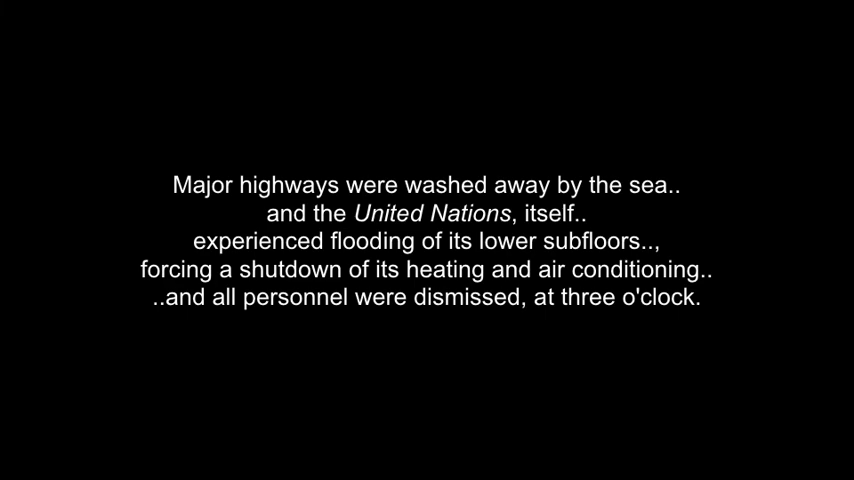 Major highways were washed away by the sea..
and the United Nations, itself..
experienced flooding of its lower subfloors..,
forcing a shutdown of its heating and air conditioning..
..and all personnel were dismissed, at three o'clock.